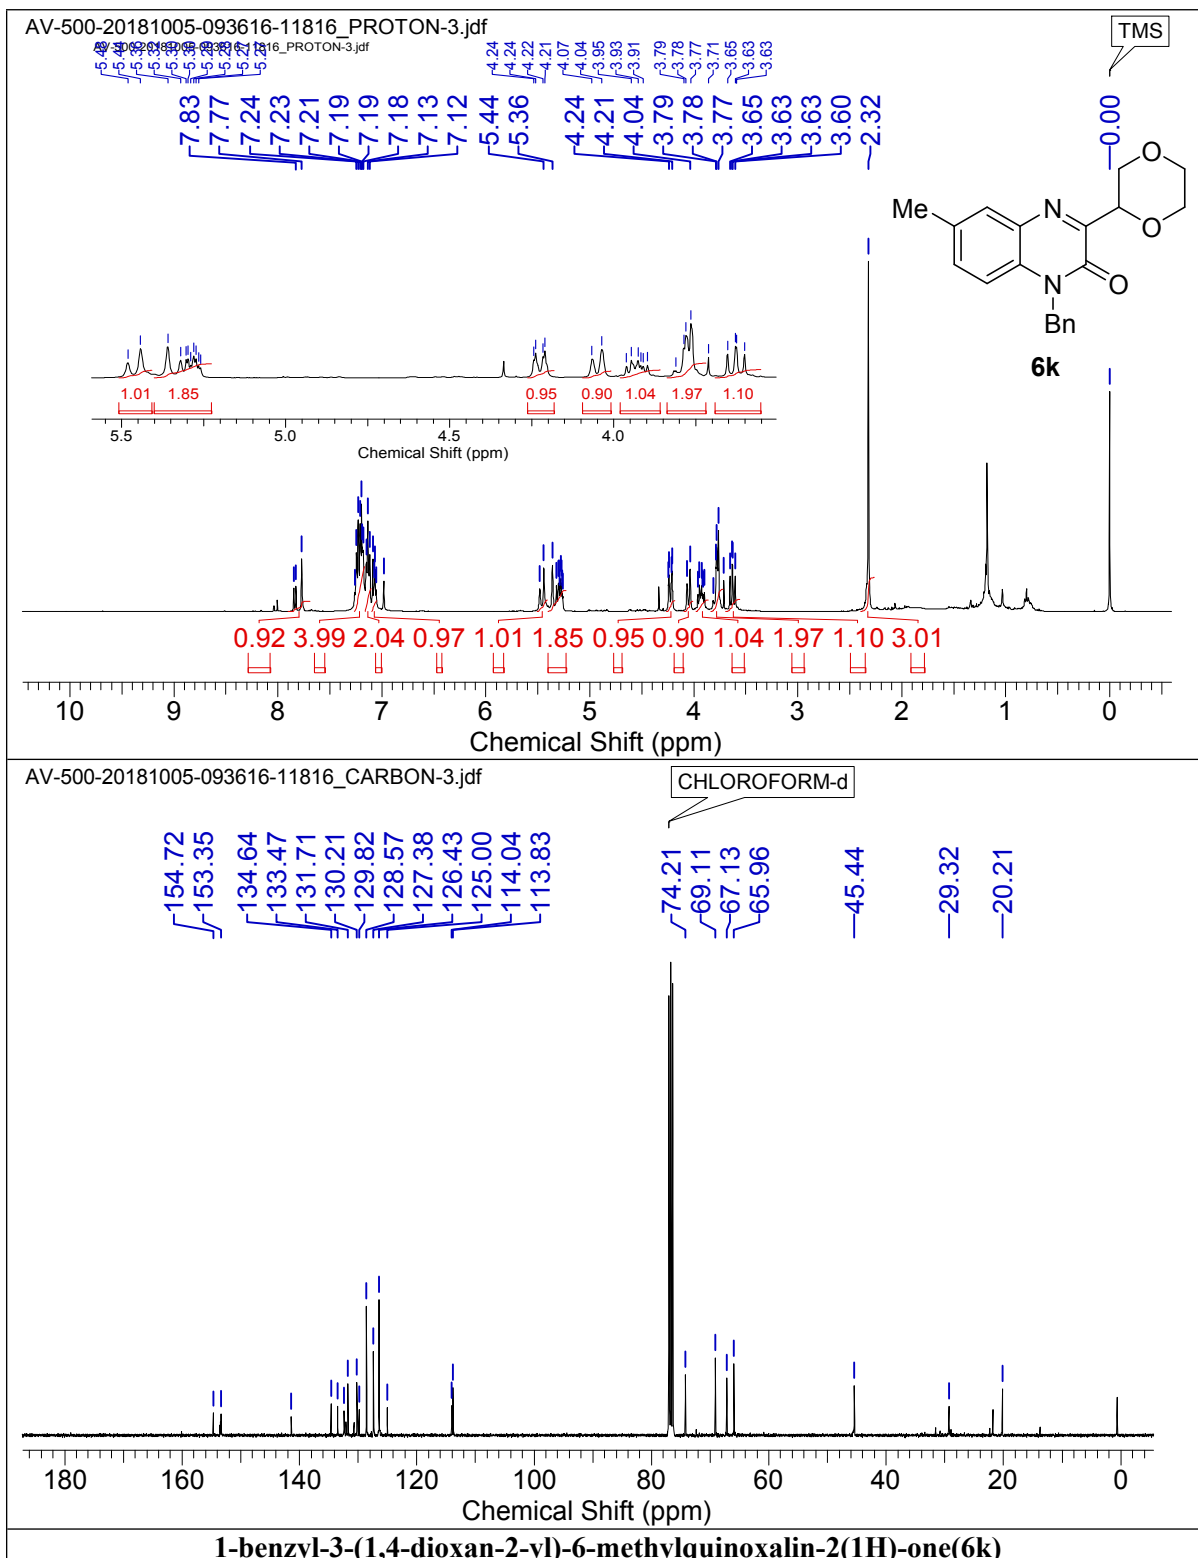 AV-500-20181005-093616-11816_PROTON-3.jdf
TMS
4.24 4.24 4.22 4.21 4.07 4.04 3.95 3.93 3.91 3.79 3.78 3.77 3.71 3.65 3.63 3.63
7.83 7.77 7.24 7.23 7.21 7.19 7.19 7.18 7.13 7.12 5.44 5.36 4.24 4.21 4.04 3.79 3.78 3.77 3.65 3.63 3.63 3.60 2.32 0.00
O
Me N
O
N O
Bn
6k
1.01 1.85 0.95 0.90 1.04 1.97 1.10
5.5 5.0 4.5 4.0
Chemical Shift (ppm)
0.92 3.99 2.04 0.97 1.01 1.85 0.95 0.90 1.04 1.97 1.10 3.01
10 9 8 7 6 5 4 3 2 1 0
Chemical Shift (ppm)
AV-500-20181005-093616-11816_CARBON-3.jdf
CHLOROFORM-d
154.72 153.35 134.64 133.47 131.71 130.21 129.82 128.57 127.38 126.43 125.00 114.04 113.83 74.21 69.11 67.13 65.96 45.44 29.32 20.21
180 160 140 120 100 80 60 40 20 0
Chemical Shift (ppm)
1-benzyl-3-(1,4-dioxan-2-yl)-6-methylquinoxalin-2(1H)-one(6k)